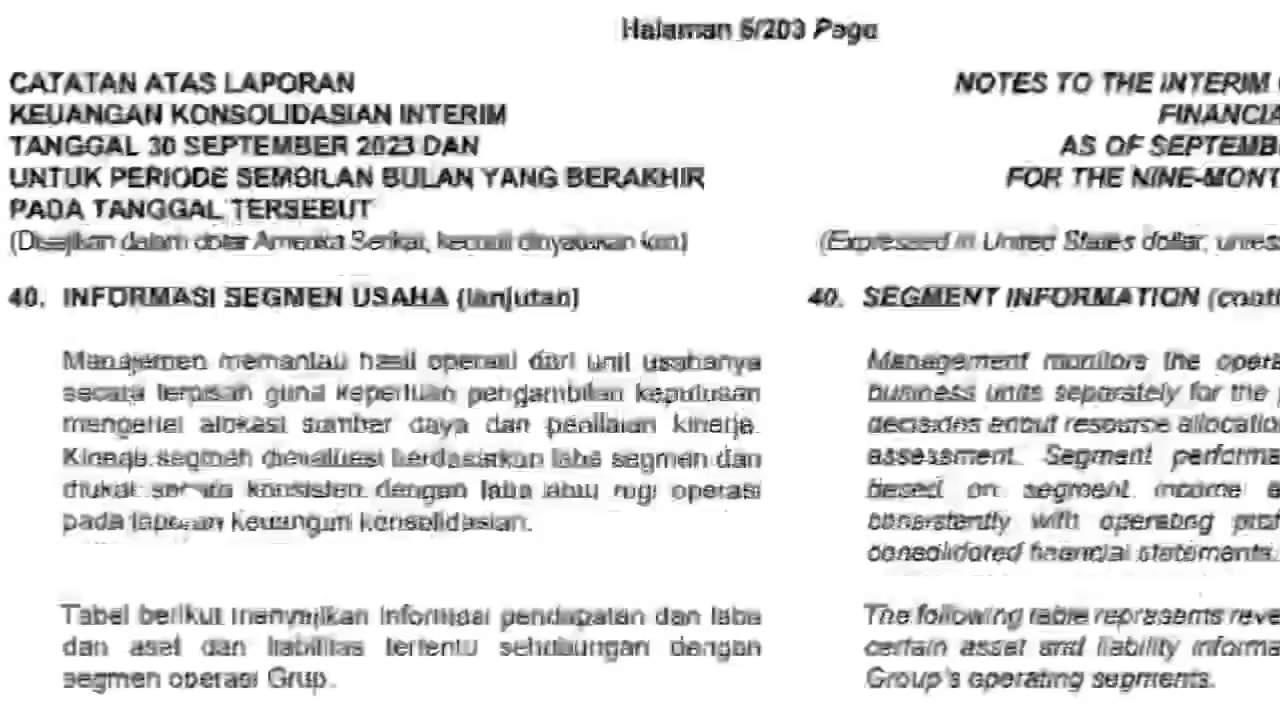 Halaman 5/203 Page
CATATAN ATAS LAPORAN
KEUANGAN KONSOLIDASIAN INTERIM
TANGGAL 30 SEPTEMBER 2023 DAN
UNTUK PERIODE SEMBILAN BULAN YANG BERAKHIR
PADA TANGGAL TERSEBUT
(Disajikan dalam dolar Amerika Serikat, kecuali dinyatakan lain)
40. INFORMASI SEGMEN USAHA (lanjutan)
Manajemen memantau hasil operasi dari unit usahanya
secara terpisah guna keperluan pengambilan keputusan
mengenai alokasi sumber daya dan penilaian kinerja.
Kinerja segmen dievaluasi berdasarkan laba segmen dan
diukur secara konsisten dengan laba atau rugi operasi
pada laporan keuangan konsolidasian.
Tabel berikut menyajikan informasi pendapatan dan laba
dan aset dan liabilitas tertentu sehubungan dengan
segmen operasi Grup.
NOTES TO THE INTERIM
FINANCIA
AS OF SEPTEMB
FOR THE NINE-MONT
(Expressed in United States dollar, unless
40. SEGMENT INFORMATION (conti
Management monitors the opera
business units separately for the
decisions about resource allocation
assessment. Segment performa
based on segment income
consistently with operating prof
consolidated financial statements.
The following table represents reve
certain asset and liability informa
Group's operating segments.